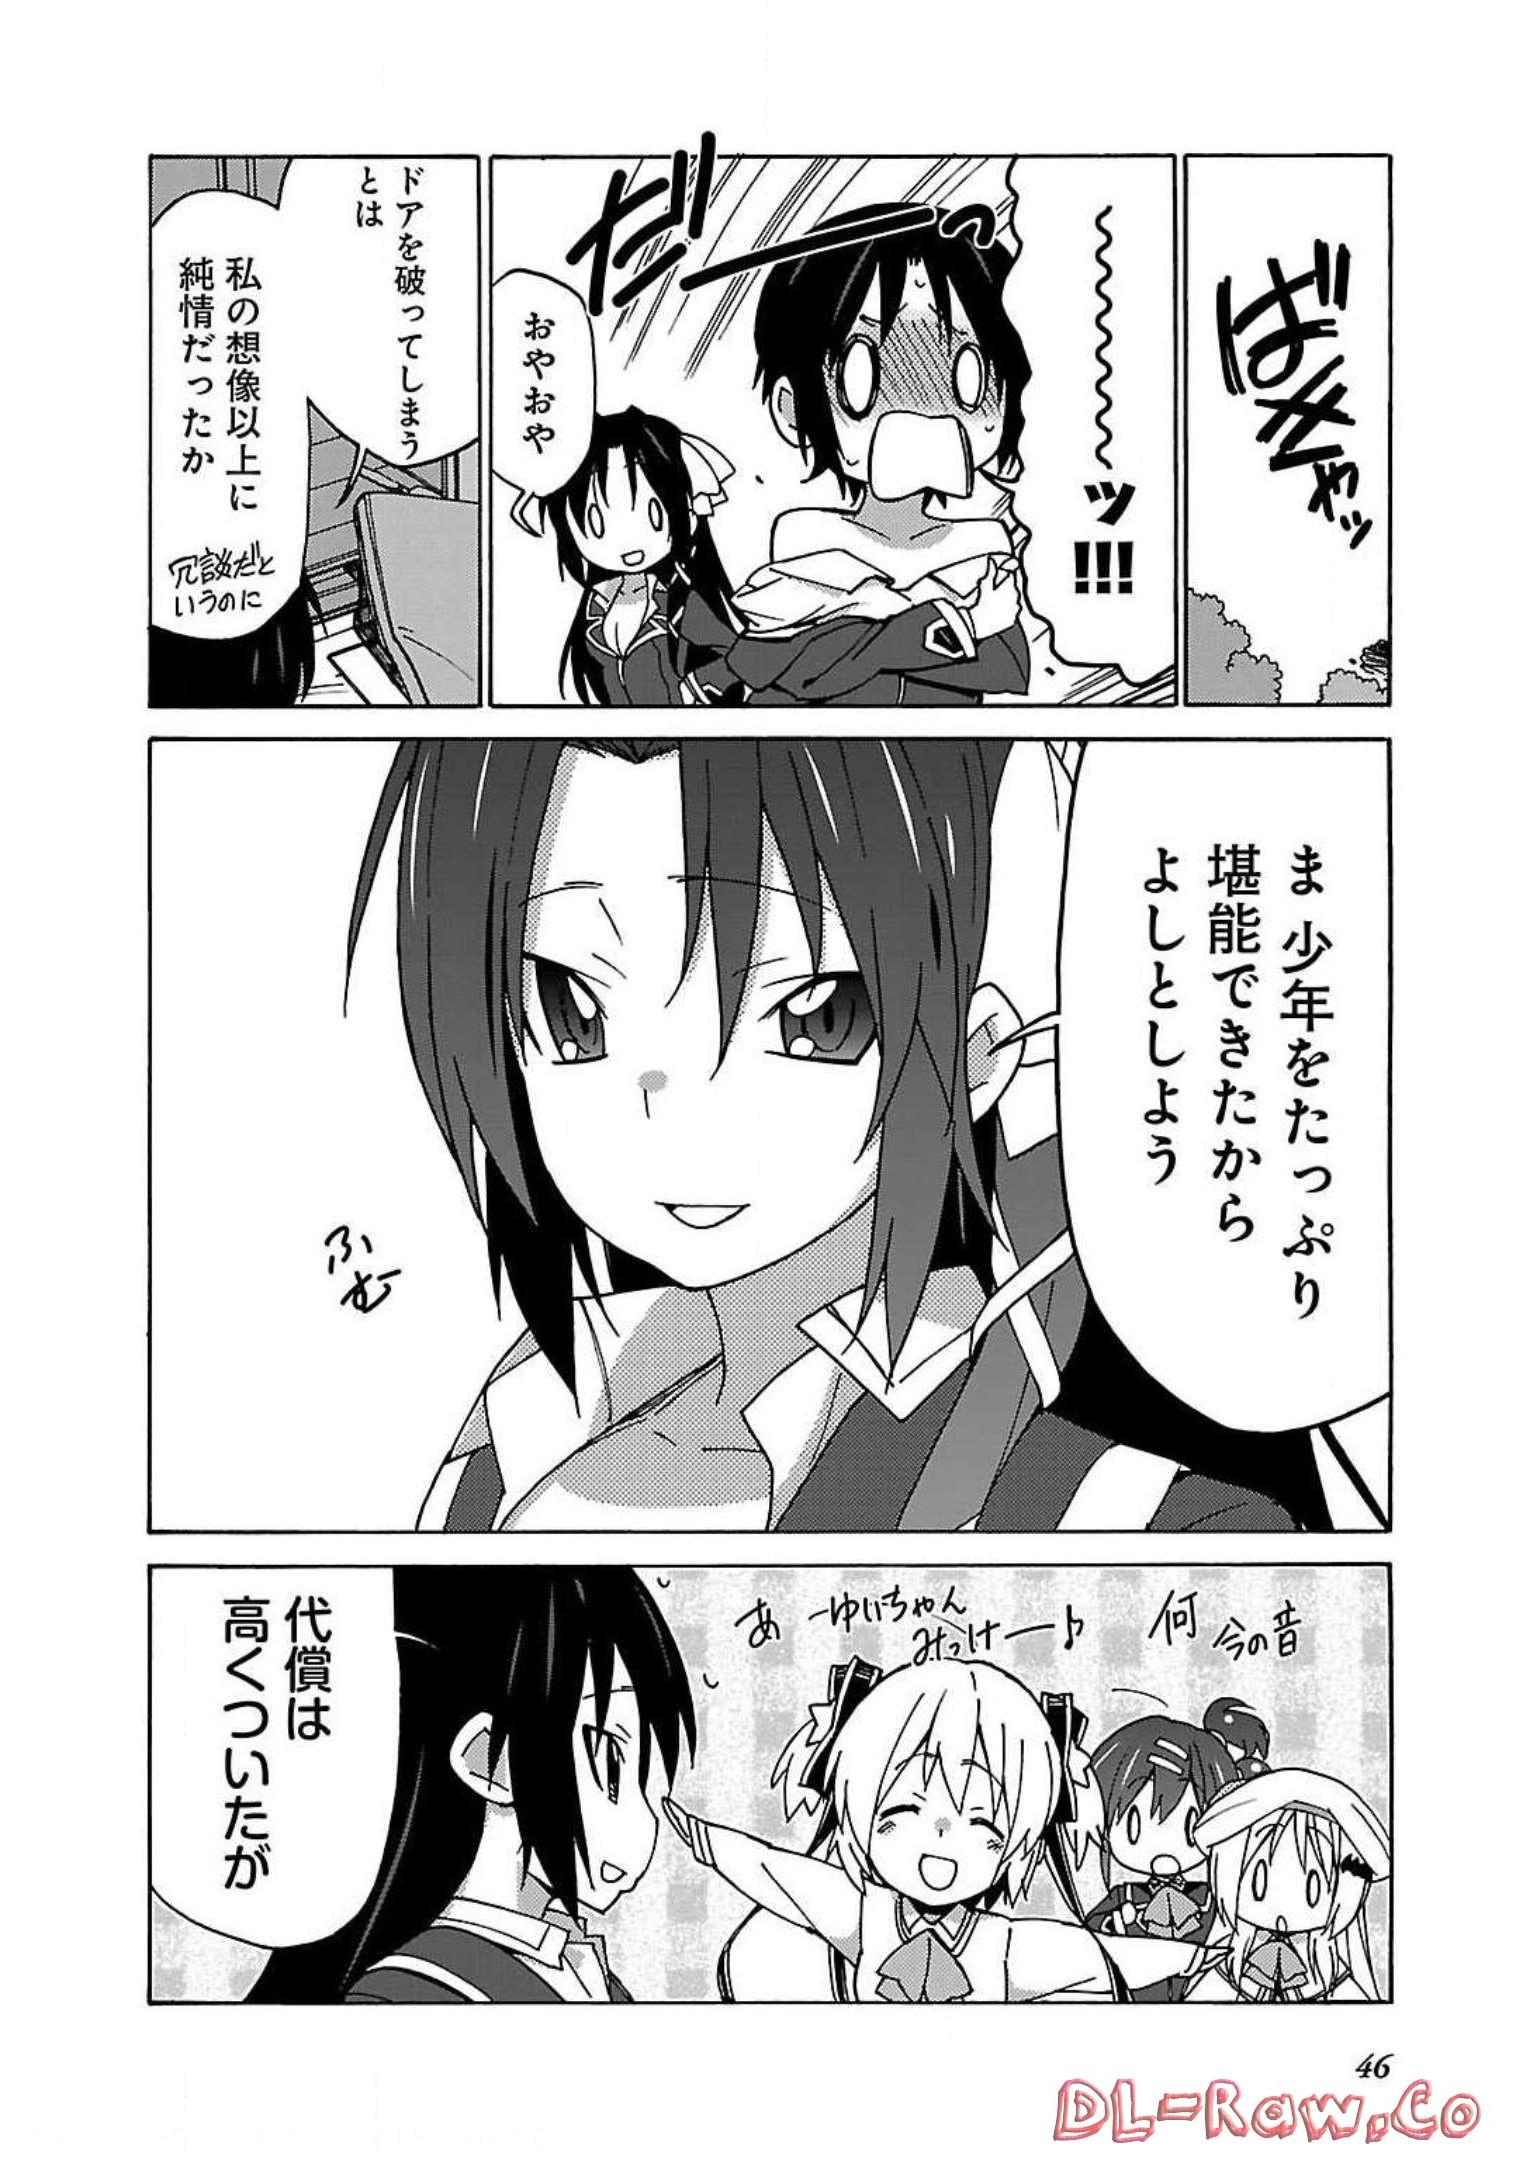 ばきゃッ
～～～～～ッ!!!
だーっ
おやおや
ドアを破ってしまう
とは
私の想像以上に
純情だったか
冗談だと
いうのに
ま 少年をたっぷり
堪能できたから
よしとしよう
ふむ
何
今の音
あーゆいちゃん
みっけー♪
代償は
高くついたが
46
DL-Raw.Co